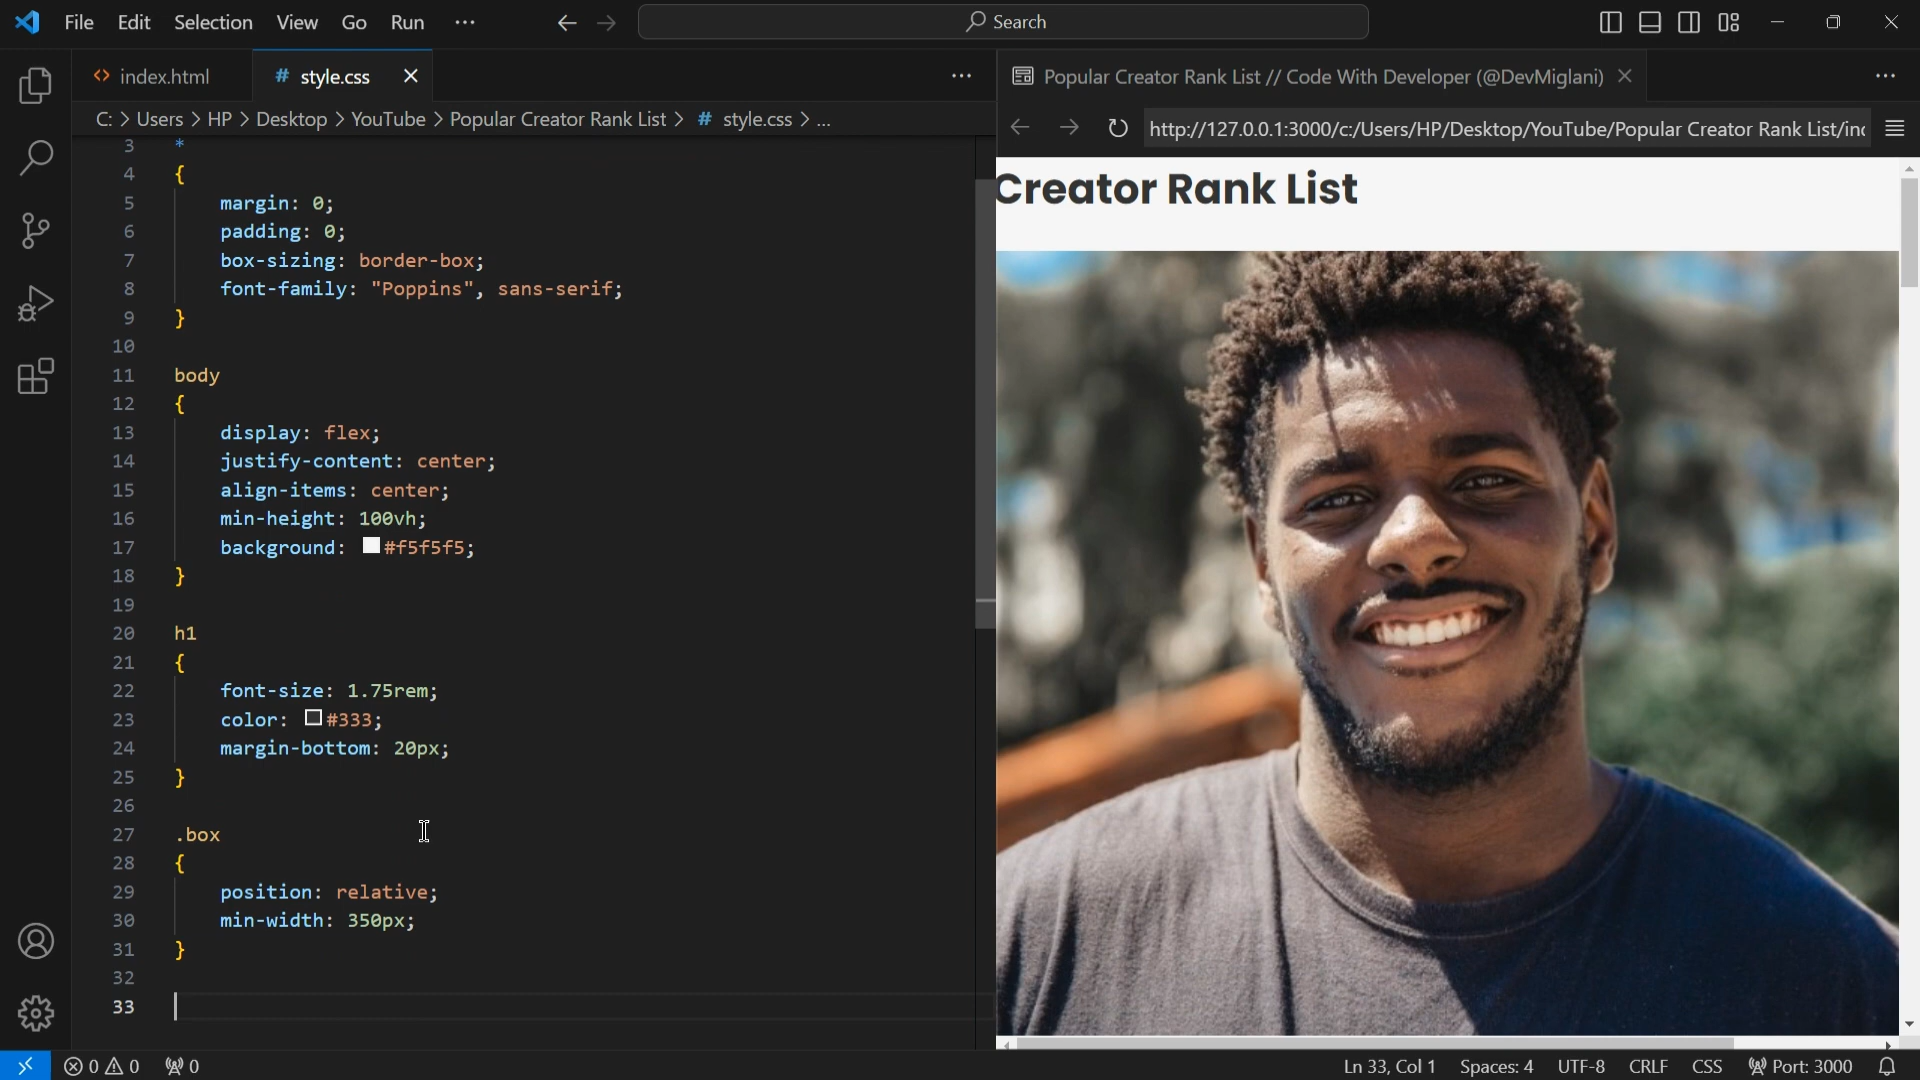 File Edit Selection View Go Run ··· Search
index.html # style.css
Popular Creator Rank List // Code With Developer (@DevMiglani)
C: > Users > HP > Desktop > YouTube > Popular Creator Rank List > # style.css > ...
http://127.0.0.1:3000/c:/Users/HP/Desktop/YouTube/Popular Creator Rank List/in
3 *
4 {
5 margin: 0;
6 padding: 0;
7 box-sizing: border-box;
8 font-family: "Poppins", sans-serif;
9 }
10
11 body
12 {
13 display: flex;
14 justify-content: center;
15 align-items: center;
16 min-height: 100vh;
17 background: #f5f5f5;
18 }
19
20 h1
21 {
22 font-size: 1.75rem;
23 color: #333;
24 margin-bottom: 20px;
25 }
26
27 .box
28 {
29 position: relative;
30 min-width: 350px;
31 }
32
33
Creator Rank List
0 0 0 Ln 33, Col 1 Spaces: 4 UTF-8 CRLF CSS Port: 3000